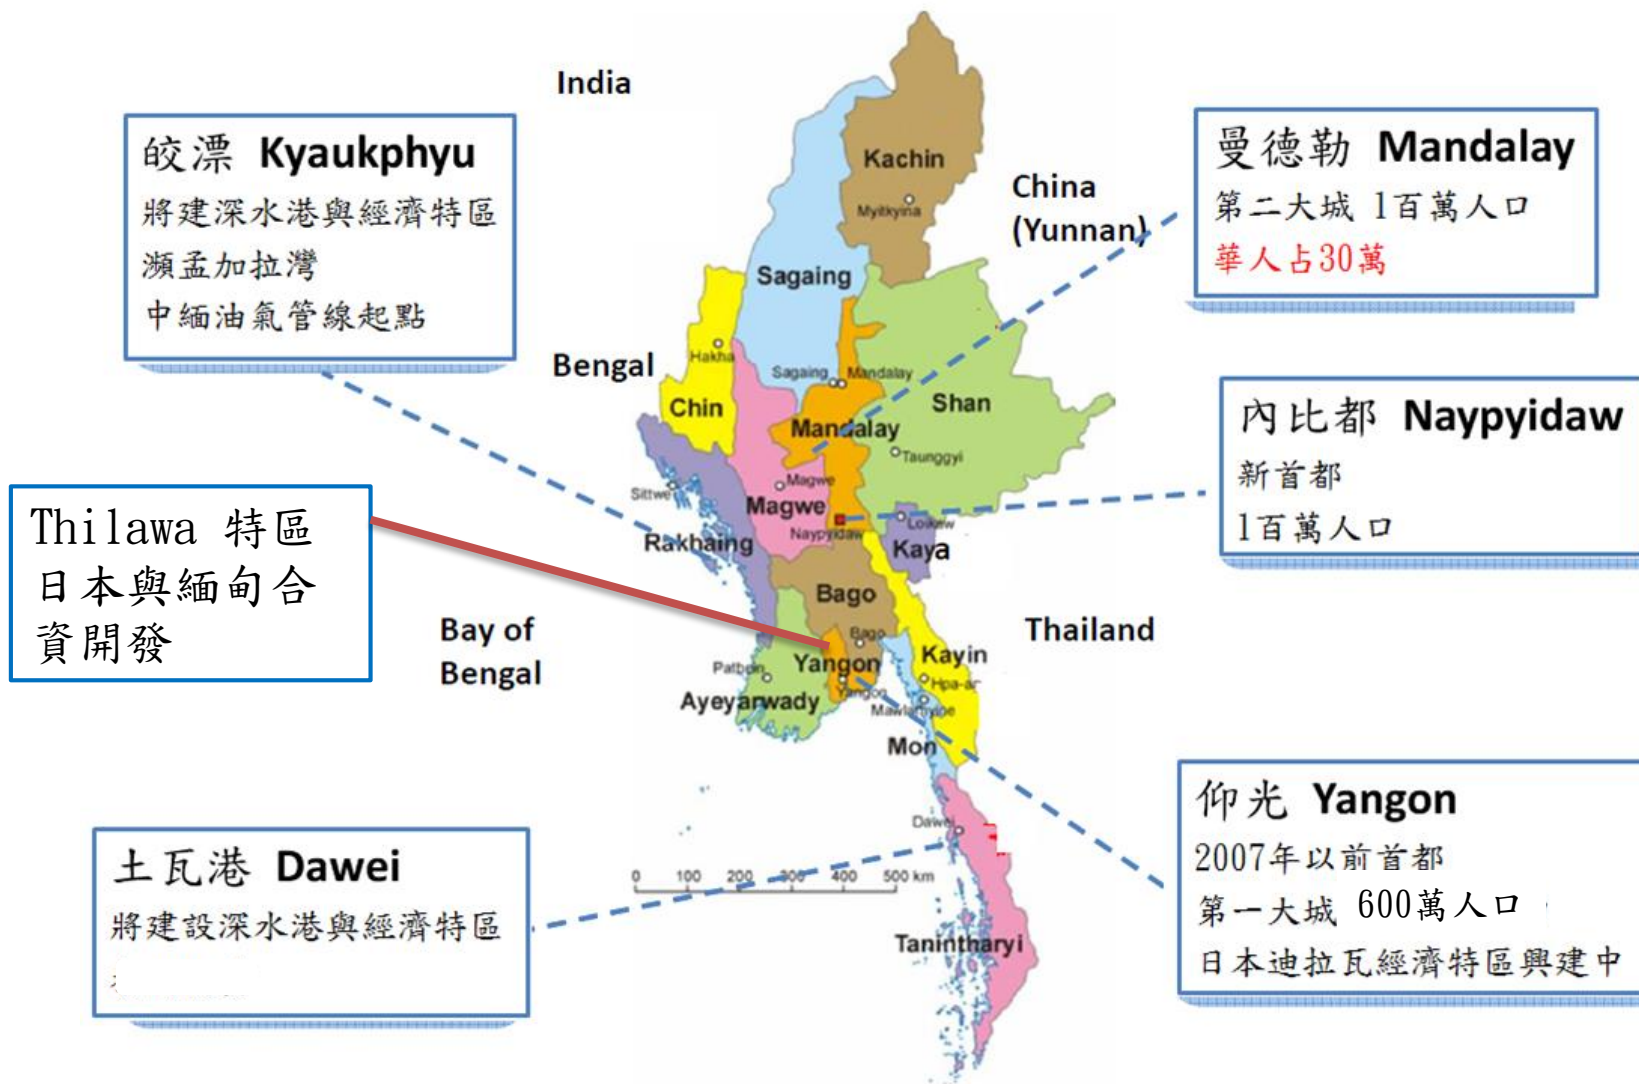 India
皎漂 Kyaukphyu
將建深水港與經濟特區
瀕孟加拉灣
中緬油氣管線起點
曼德勒 Mandalay
第二大城 1百萬人口
華人占30萬
Kachin
Myitkyina
China
(Yunnan)
Sagaing
Bengal
Hakha
Chin
Sagaing
Mandalay
Mandalay
Shan
Taunggyi
內比都 Naypyidaw
新首都
1百萬人口
Sittwe
Magwe
Magwe
Naypyidaw
Rakhaing
Loikaw
Kaya
Thilawa 特區
日本與緬甸合
資開發
Bago
Bago
Bay of
Bengal
Thailand
Pathein
Yangon
Yangon
Ayeyarwady
Kayin
Hpa-an
Mawlamyine
Mon
仰光 Yangon
2007年以前首都
第一大城 600萬人口
日本迪拉瓦經濟特區興建中
Dawei
土瓦港 Dawei
將建設深水港與經濟特區
0 100 200 300 400 500 km
Tanintharyi